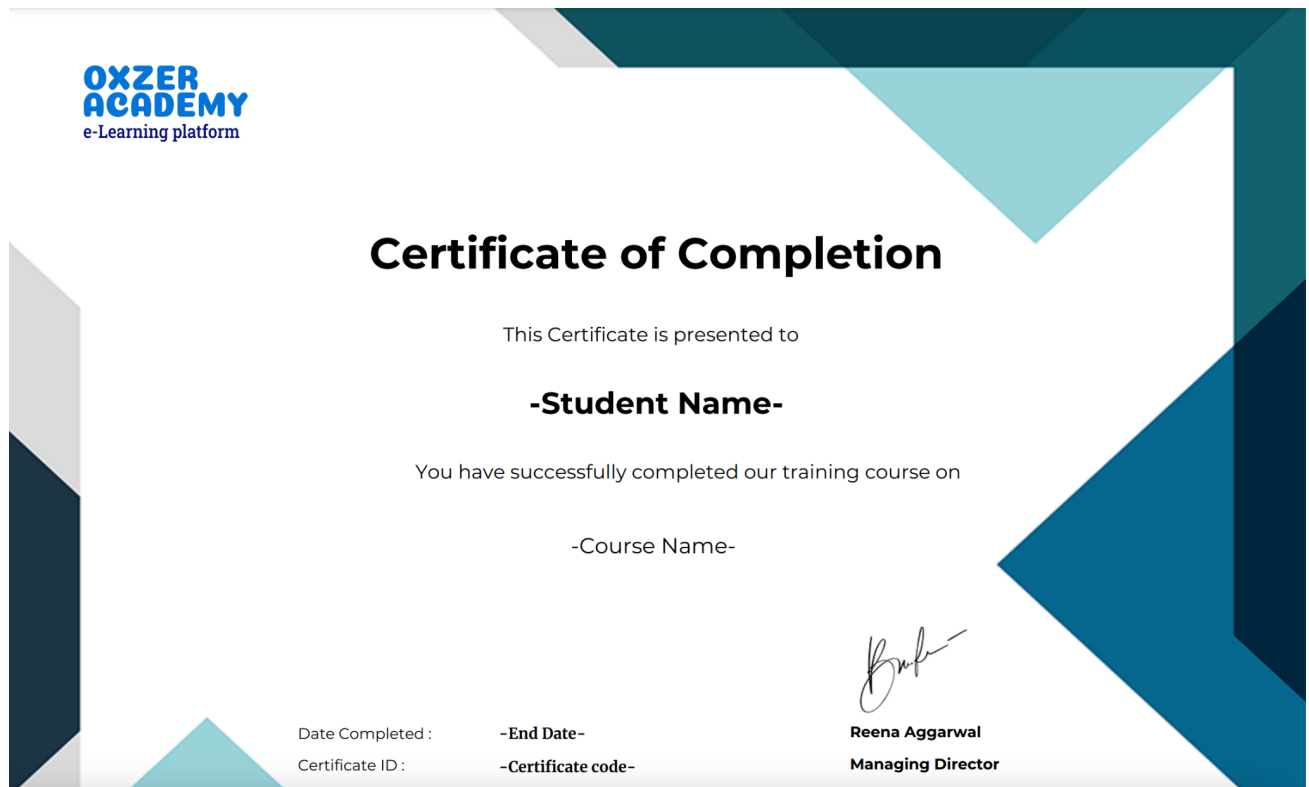 OXZER
ACADEMY
e-Learning platform
Certificate of Completion
This Certificate is presented to
-Student Name-
You have successfully completed our training course on
-Course Name-
Date Completed :
-End Date-
Reena Aggarwal
Certificate ID :
-Certificate code-
Managing Director